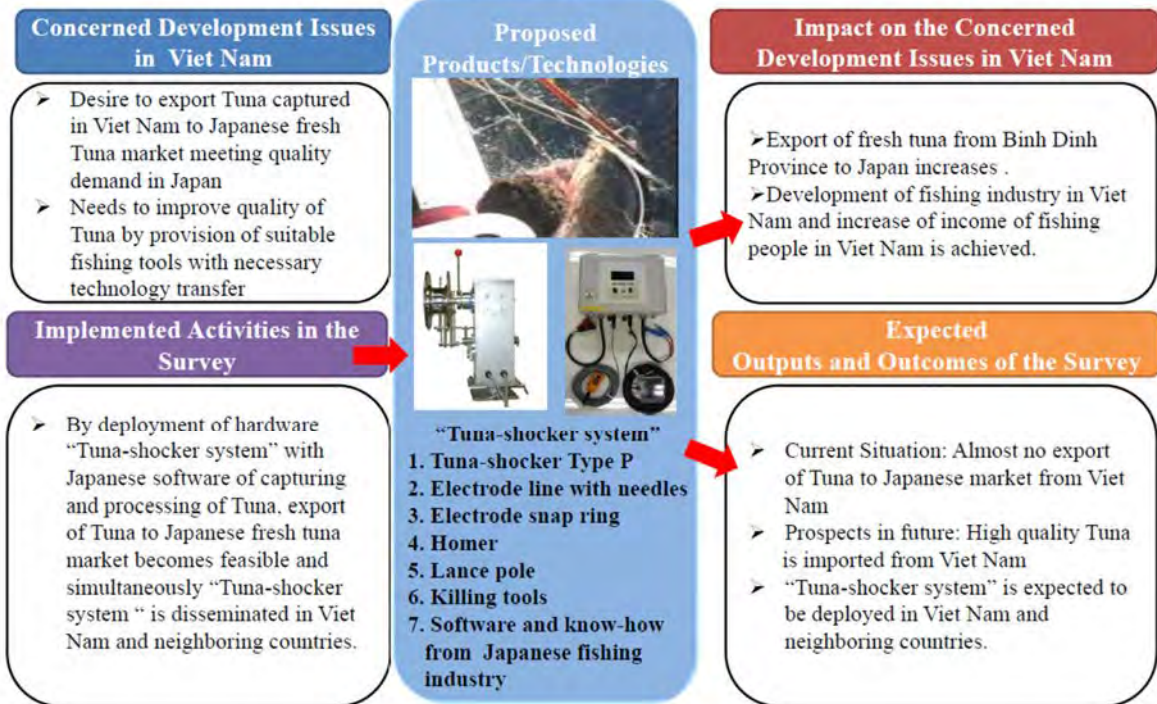 Concerned Development Issues
in Viet Nam
➤ Desire to export Tuna captured
in Viet Nam to Japanese fresh
Tuna market meeting quality
demand in Japan
➤ Needs to improve quality of
Tuna by provision of suitable
fishing tools with necessary
technology transfer
Implemented Activities in the
Survey
➤ By deployment of hardware
“Tuna-shocker system” with
Japanese software of capturing
and processing of Tuna, export
of Tuna to Japanese fresh tuna
market becomes feasible and
simultaneously “Tuna-shocker
system “ is disseminated in Viet
Nam and neighboring countries.
Proposed
Products/Technologies
“Tuna-shocker system”
1. Tuna-shocker Type P
2. Electrode line with needles
3. Electrode snap ring
4. Homer
5. Lance pole
6. Killing tools
7. Software and know-how
from Japanese fishing
industry
Impact on the Concerned
Development Issues in Viet Nam
➤Export of fresh tuna from Binh Dinh
Province to Japan increases .
➤Development of fishing industry in Viet
Nam and increase of income of fishing
people in Viet Nam is achieved.
Expected
Outputs and Outcomes of the Survey
➤ Current Situation: Almost no export
of Tuna to Japanese market from Viet
Nam
➤ Prospects in future: High quality Tuna
is imported from Viet Nam
➤ “Tuna-shocker system” is expected to
be deployed in Viet Nam and
neighboring countries.